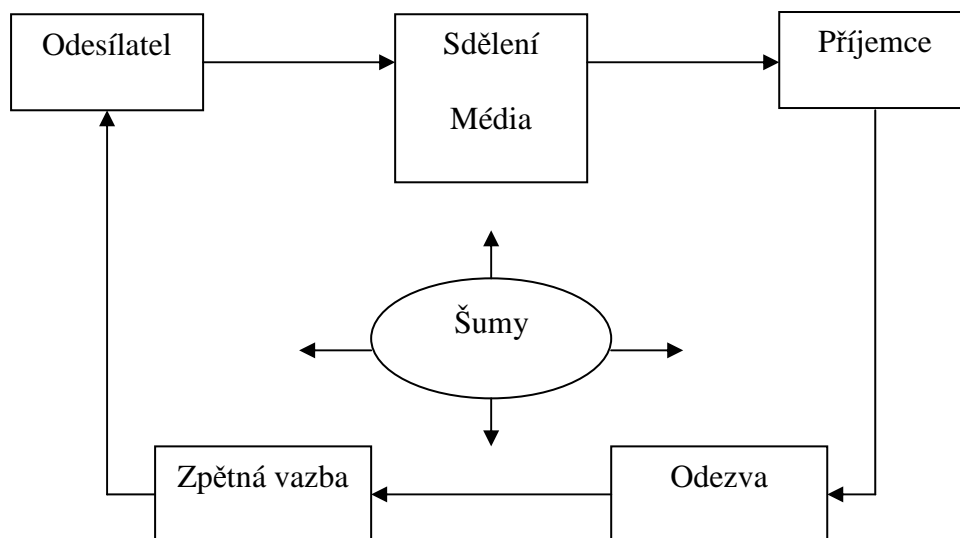 Odesílatel
Sdělení
Média
Příjemce
Šumy
Zpětná vazba
Odezva